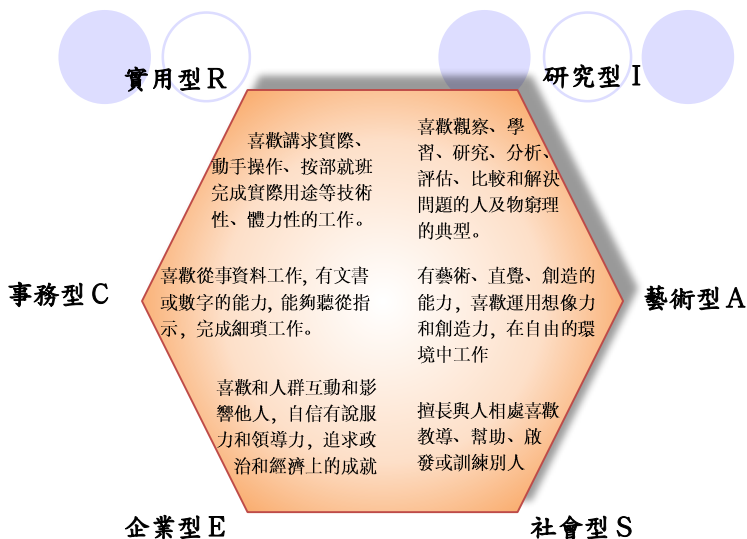 實用型R
研究型 I
喜歡講求實際、
動手操作、按部就班
完成實際用途等技術
性、體力性的工作。
喜歡觀察、學
習、研究、分析、
評估、比較和解決
問題的人及物窮理
的典型。
事務型C
喜歡從事資料工作, 有文書
或數字的能力, 能夠聽從指
示, 完成細瑣工作。
有藝術、直覺、創造的
能力, 喜歡運用想像力
和創造力, 在自由的環
境中工作
藝術型A
喜歡和人群互動和影
響他人, 自信有說服
力和領導力, 追求政
治和經濟上的成就
擅長與人相處喜歡
教導、幫助、啟
發或訓練別人
企業型E
社會型S